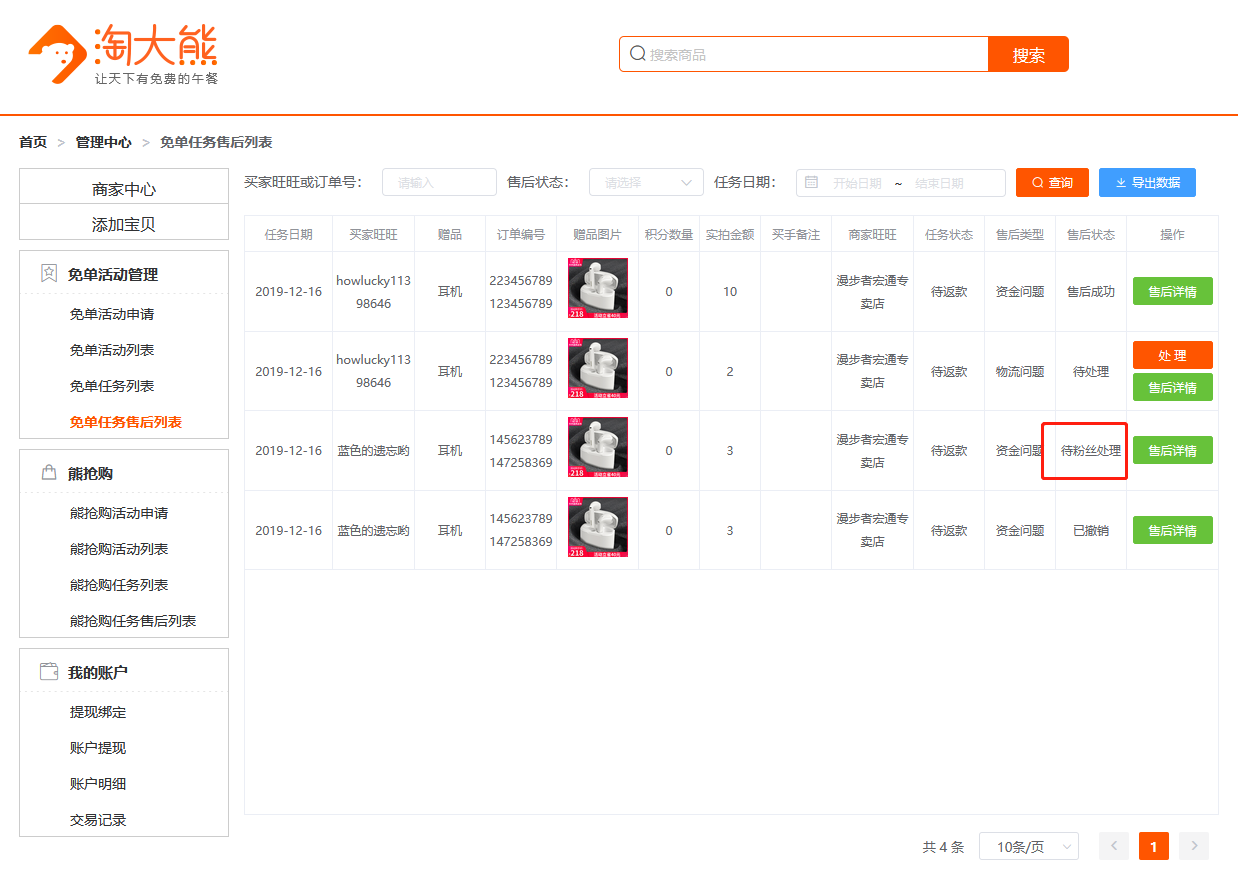 淘大熊
让天下有免费的午餐
搜索商品
搜索
首页 > 管理中心 > 免单任务售后列表
商家中心
添加宝贝
免单活动管理
免单活动申请
免单活动列表
免单任务列表
免单任务售后列表
熊抢购
熊抢购活动申请
熊抢购活动列表
熊抢购任务列表
熊抢购任务售后列表
我的账户
提现绑定
账户提现
账户明细
交易记录
买家旺旺或订单号： 请输入 售后状态： 请选择 任务日期： 开始日期 ~ 结束日期 查询 导出数据
任务日期 买家旺旺 赠品 订单编号 赠品图片 积分数量 实拍金额 买手备注 商家旺旺 任务状态 售后类型 售后状态 操作
2019-12-16 howlucky113 98646 耳机 223456789 123456789 218 0 10 漫步者宏通专 卖店 待返款 资金问题 售后成功 售后详情
2019-12-16 howlucky113 98646 耳机 223456789 123456789 218 0 2 漫步者宏通专 卖店 待返款 物流问题 待处理 处 理 售后详情
2019-12-16 蓝色的遗忘哟 耳机 145623789 147258369 218 0 3 漫步者宏通专 卖店 待返款 资金问题 待粉丝处理 售后详情
2019-12-16 蓝色的遗忘哟 耳机 145623789 147258369 218 0 3 漫步者宏通专 卖店 待返款 资金问题 已撤销 售后详情
共 4 条 10条/页 < 1 >